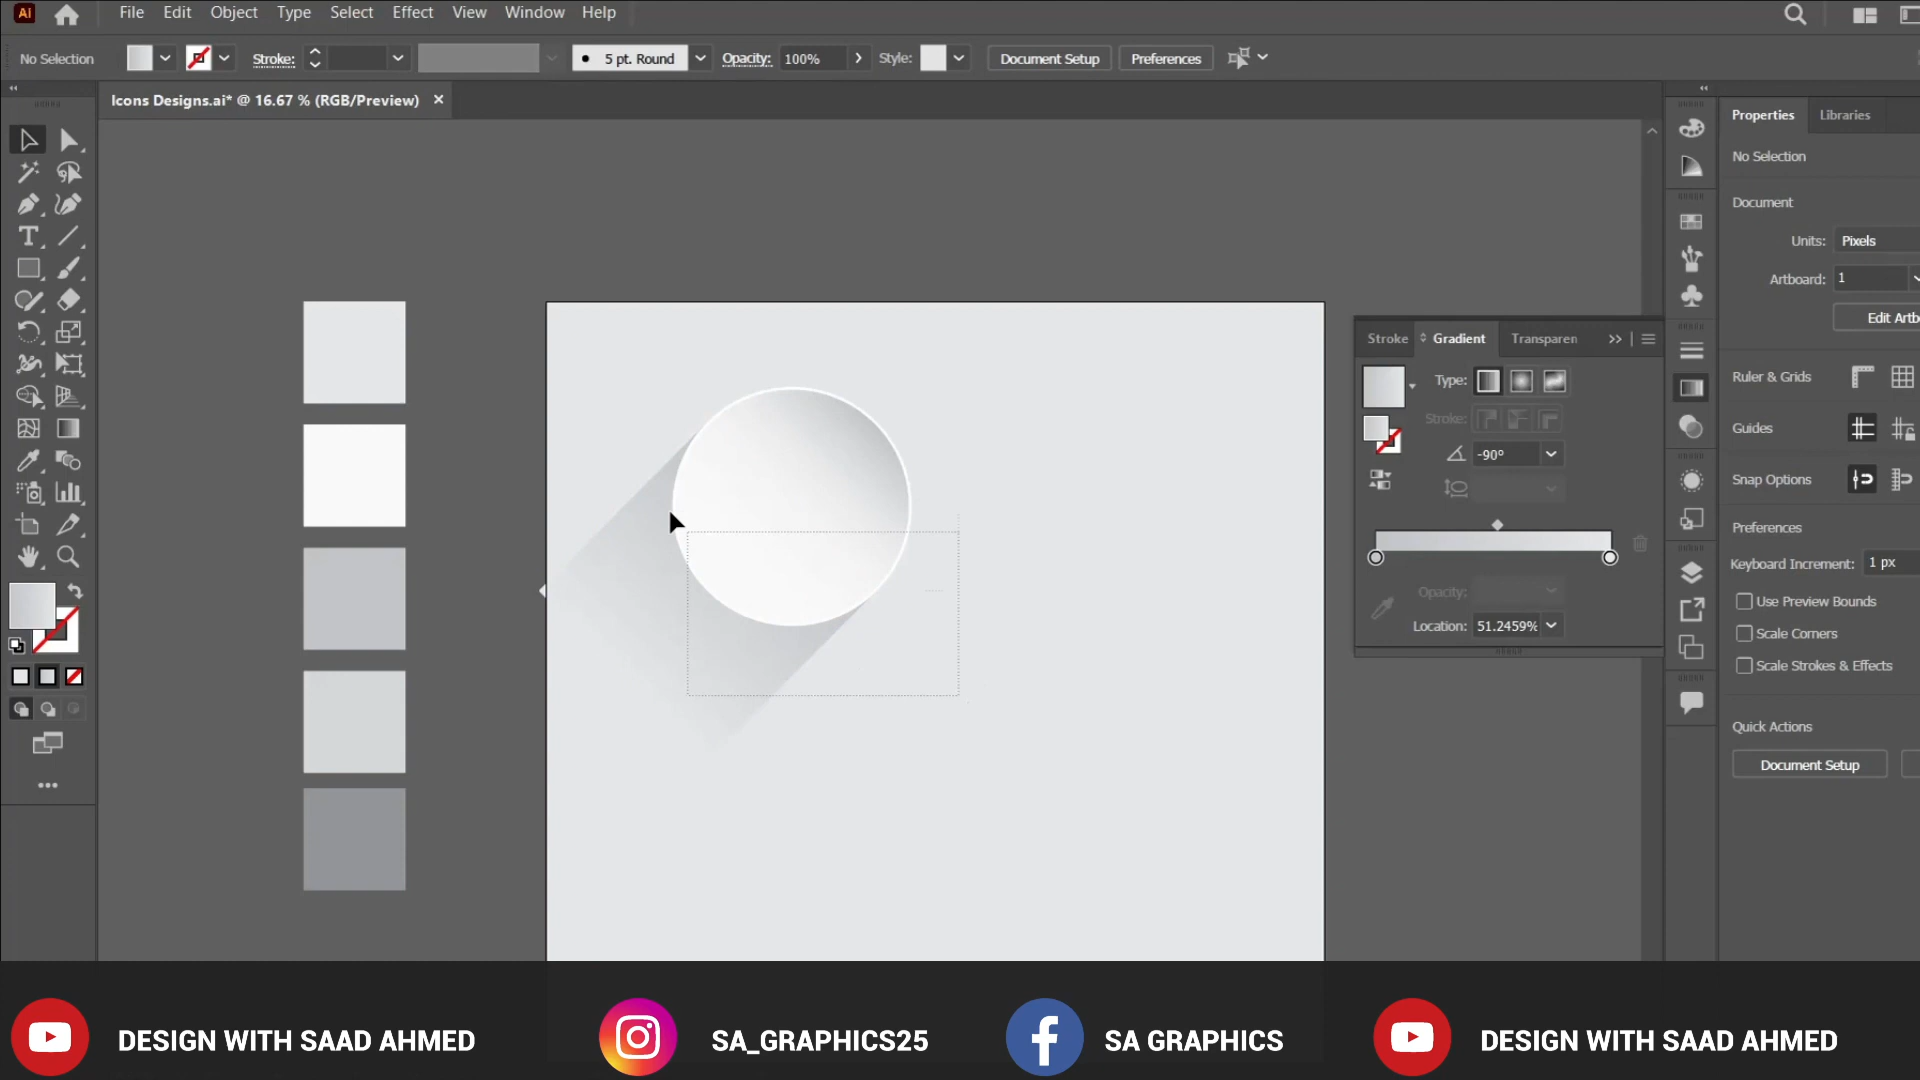 Ai
File Edit Object Type Select Effect View Window Help
No Selection
Stroke:
5 pt. Round
Opacity: 100%
Style:
Document Setup
Preferences
Icons Designs.ai* @ 16.67 % (RGB/Preview)
Properties
Libraries
No Selection
Document
Units: Pixels
Artboard: 1
Edit Artb
Ruler & Grids
Guides
Snap Options
Preferences
Keyboard Increment: 1 px
Use Preview Bounds
Scale Corners
Scale Strokes & Effects
Quick Actions
Document Setup
Stroke
Gradient
Transparen
Type:
Stroke:
-90°
Opacity:
Location: 51.2459%
DESIGN WITH SAAD AHMED
SA_GRAPHICS25
SA GRAPHICS
DESIGN WITH SAAD AHMED